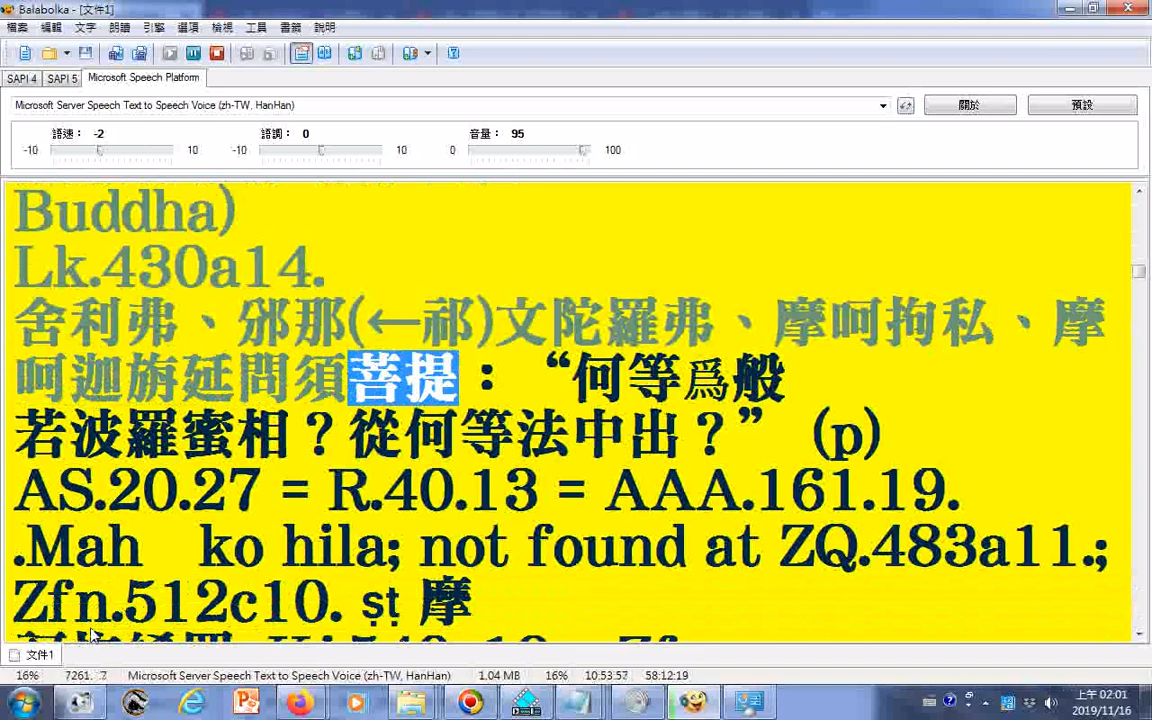 Balabolka - [文件1]
檔案 編輯 文字 朗讀 引擎 選項 檢視 工具 書籤 說明
SAPI 4 SAPI 5 Microsoft Speech Platform
Microsoft Server Speech Text to Speech Voice (zh-TW, HanHan) 關於 預設
語速： -2 語調： 0 音量： 95
-10 10 -10 10 0 100
Buddha)
Lk.430a14.
舍利弗、邠那(←祁)文陀羅弗、摩呵拘私、摩
呵迦旃延問須菩提：“何等爲般
若波羅蜜相？從何等法中出？” (p)
AS.20.27 = R.40.13 = AAA.161.19.
.Mah ko hila; not found at ZQ.483a11.;
Zfn.512c10. ṣṭ 摩
文件1
16% Microsoft Server Speech Text to Speech Voice (zh-TW, HanHan) 1.04 MB 16% 10:53:57 58:12:19
上午 02:01
2019/11/16